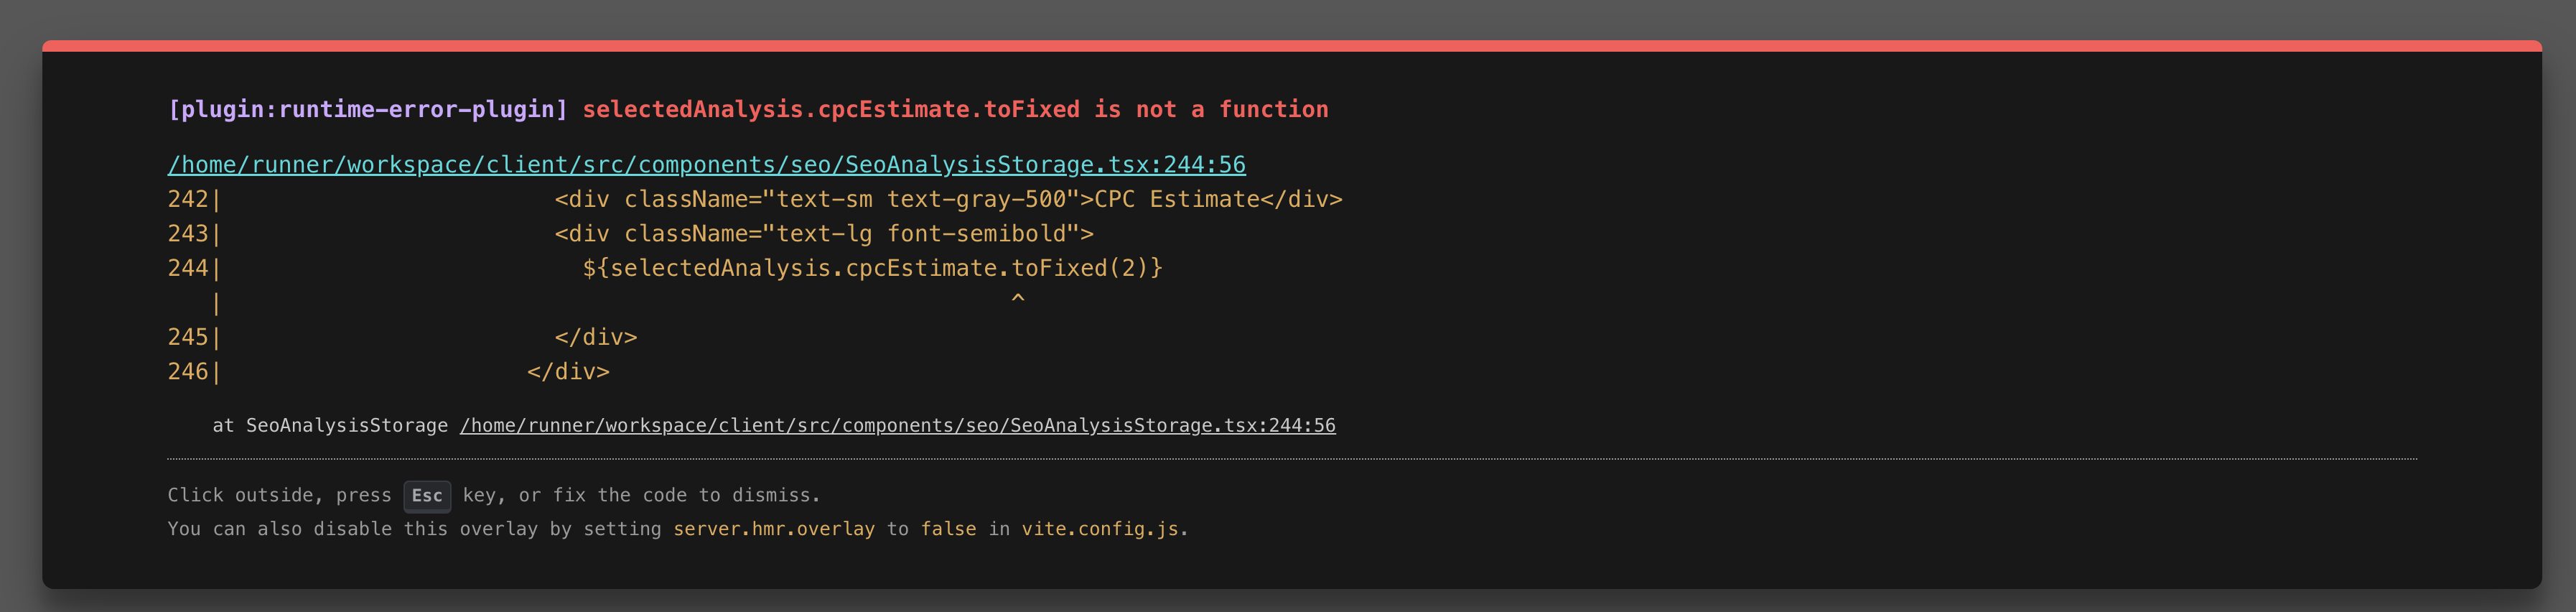 [plugin:runtime-error-plugin] selectedAnalysis.cpcEstimate.toFixed is not a function
/home/runner/workspace/client/src/components/seo/SeoAnalysisStorage.tsx:244:56
242|                        <div className="text-sm text-gray-500">CPC Estimate</div>
243|                        <div className="text-lg font-semibold">
244|                          ${selectedAnalysis.cpcEstimate.toFixed(2)}
   |                                                         ^
245|                        </div>
246|                      </div>
at SeoAnalysisStorage /home/runner/workspace/client/src/components/seo/SeoAnalysisStorage.tsx:244:56
Click outside, press Esc key, or fix the code to dismiss.
You can also disable this overlay by setting server.hmr.overlay to false in vite.config.js.